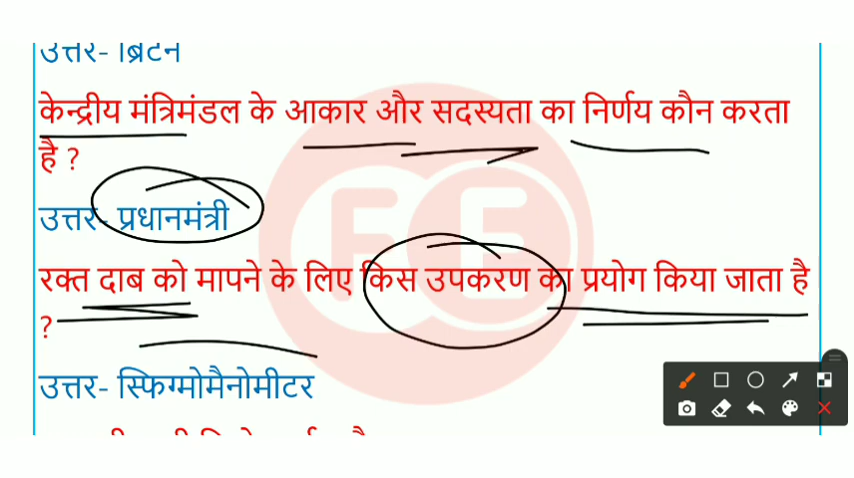 उत्तर- ब्रिटेन
केन्द्रीय मंत्रिमंडल के आकार और सदस्यता का निर्णय कौन करता
है ?
उत्तर- प्रधानमंत्री
रक्त दाब को मापने के लिए किस उपकरण का प्रयोग किया जाता है
?
उत्तर- स्फिग्मोमैनोमीटर